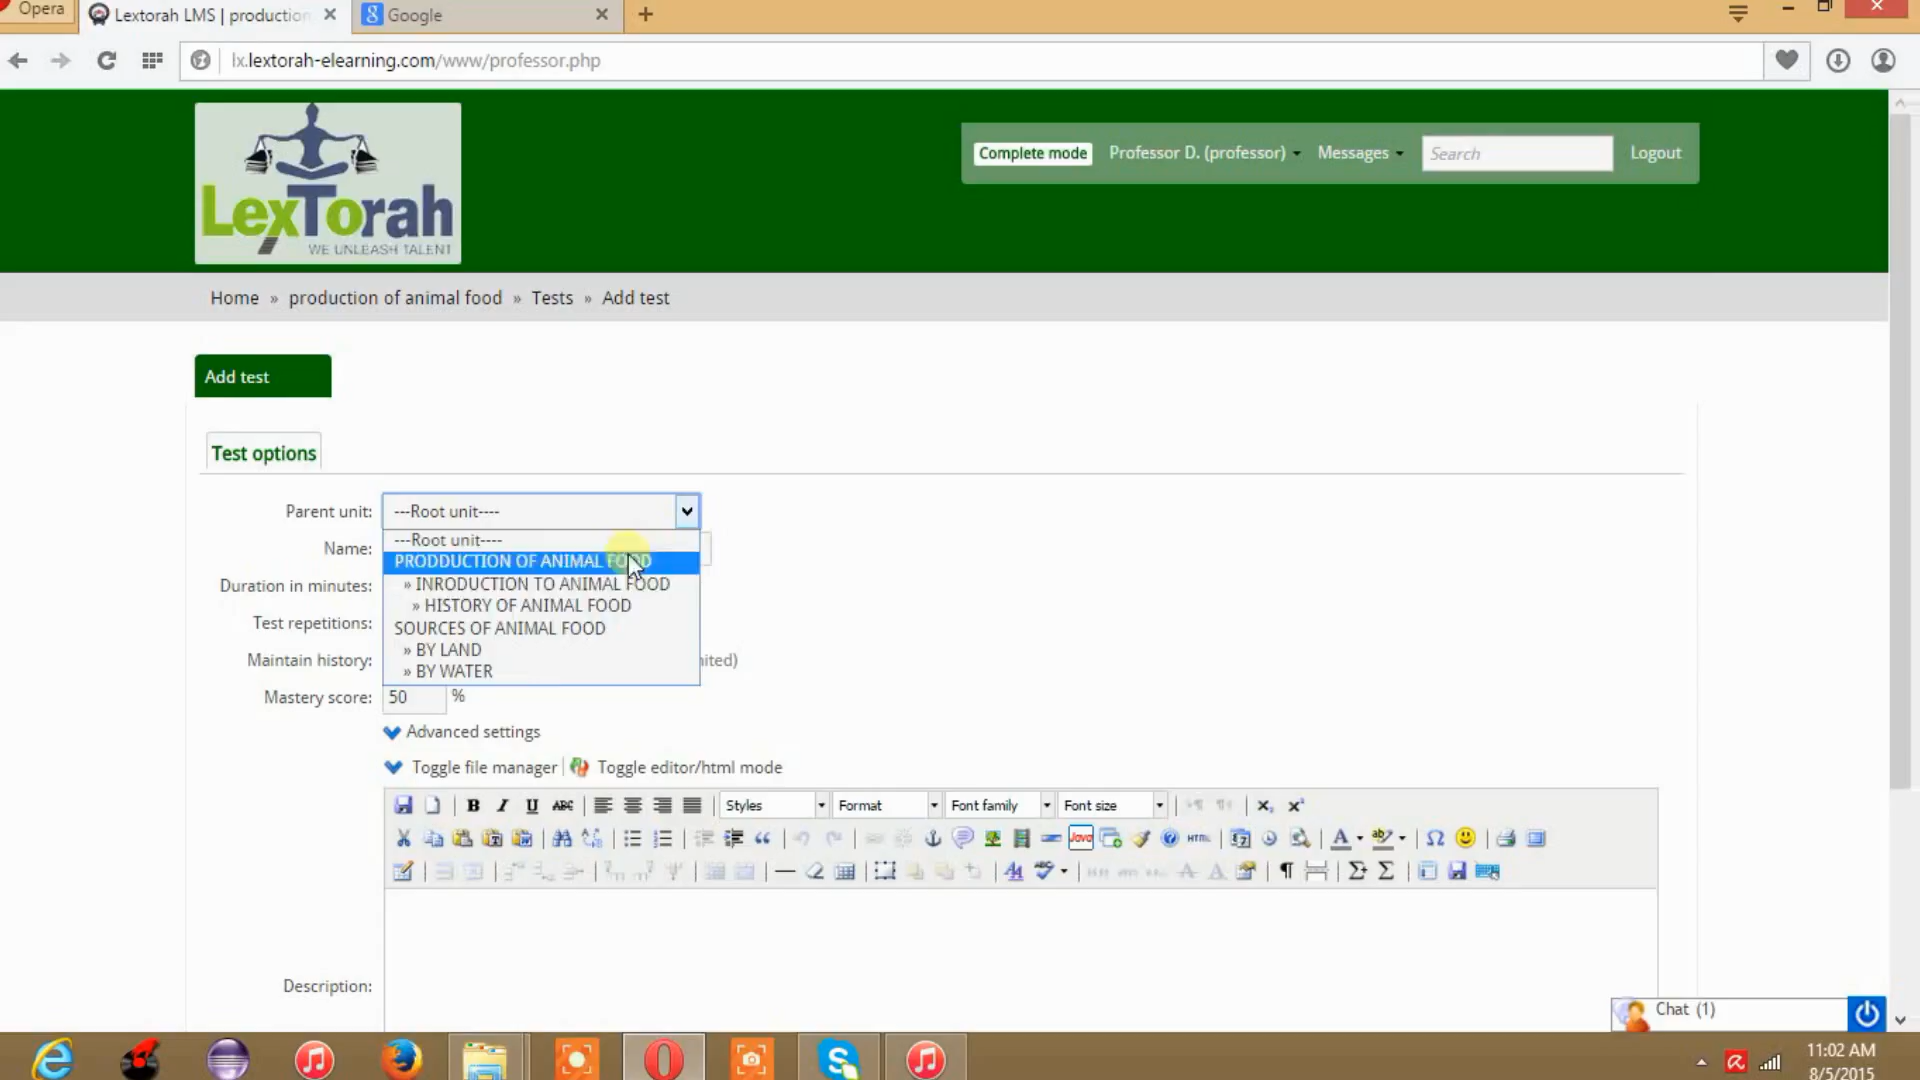 Opera
Lextorah LMS | production
Google
lx.lextorah-elearning.com/www/professor.php
LexTorah
WE UNLEASH TALENT
Complete mode
Professor D. (professor)
Messages
Search
Logout
Home » production of animal food » Tests » Add test
Add test
Test options
Parent unit:
---Root unit----
---Root unit----
Name:
PRODDUCTION OF ANIMAL FOOD
Duration in minutes:
» INRODUCTION TO ANIMAL FOOD
» HISTORY OF ANIMAL FOOD
Test repetitions:
SOURCES OF ANIMAL FOOD
» BY LAND
Maintain history:
» BY WATER
Mastery score:
50 %
Advanced settings
Toggle file manager | Toggle editor/html mode
B I U ABC Styles Format Font family Font size
Java HTML
Description:
Chat (1)
11:02 AM
8/5/2015